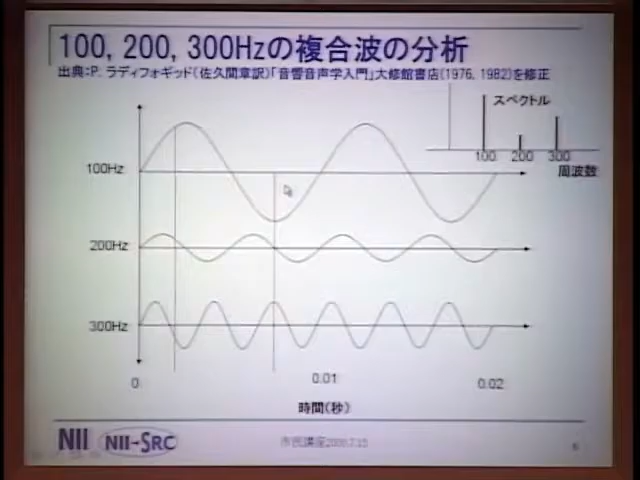 100, 200, 300Hzの複合波の分析
出典:P. ラディフォギッド(佐久間章訳)「音響音声学入門」大修館書店(1976, 1982)を修正
スペクトル
100 200 300
周波数
100Hz
200Hz
300Hz
0 0.01 0.02
時間(秒)
NII NII-SRC
市民講座
6